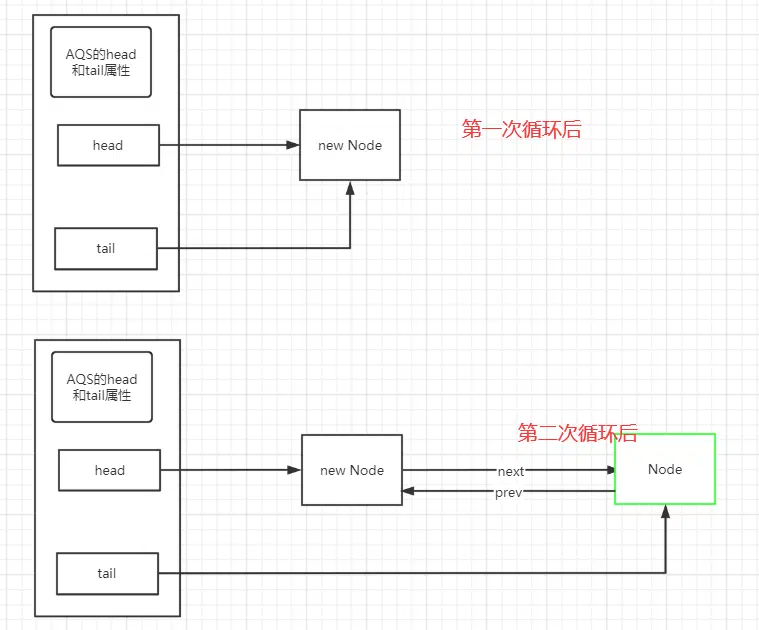 AQS的head
和tail属性
head
new Node
第一次循环后
tail
AQS的head
和tail属性
第二次循环后
head
new Node
next
Node
prev
tail